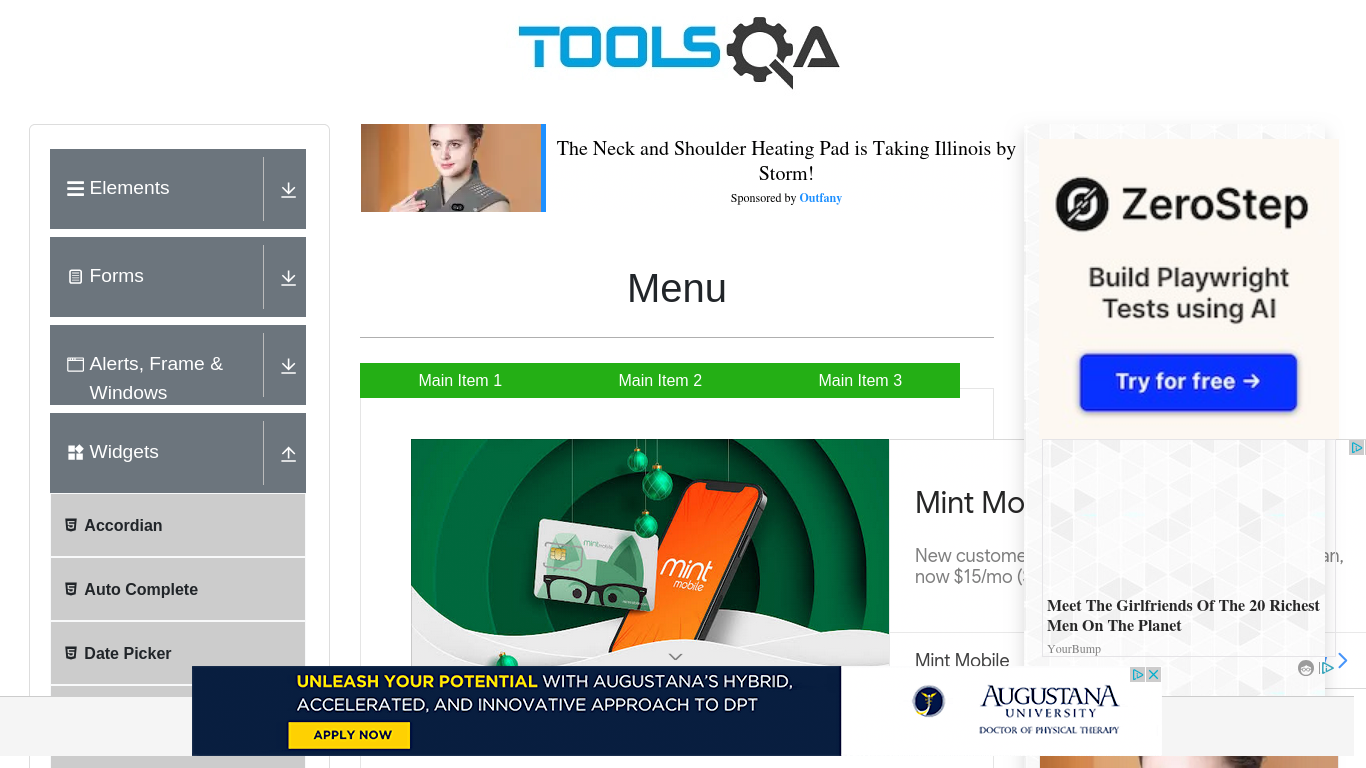 TOOLSQA
Elements
Forms
Alerts, Frame &
Windows
Widgets
Accordian
Auto Complete
Date Picker
The Neck and Shoulder Heating Pad is Taking Illinois by
Storm!
Sponsored by Outfany
Menu
Main Item 1
Main Item 2
Main Item 3
mint
mobile
mint
mobile
Mint Mo
New custome
an,
now $15/mo (
Mint Mobile
ZeroStep
Build Playwright
Tests using AI
Try for free →
Meet The Girlfriends Of The 20 Richest
Men On The Planet
YourBump
UNLEASH YOUR POTENTIAL WITH AUGUSTANA'S HYBRID,
ACCELERATED, AND INNOVATIVE APPROACH TO DPT
APPLY NOW
AUGUSTANA
UNIVERSITY
DOCTOR OF PHYSICAL THERAPY